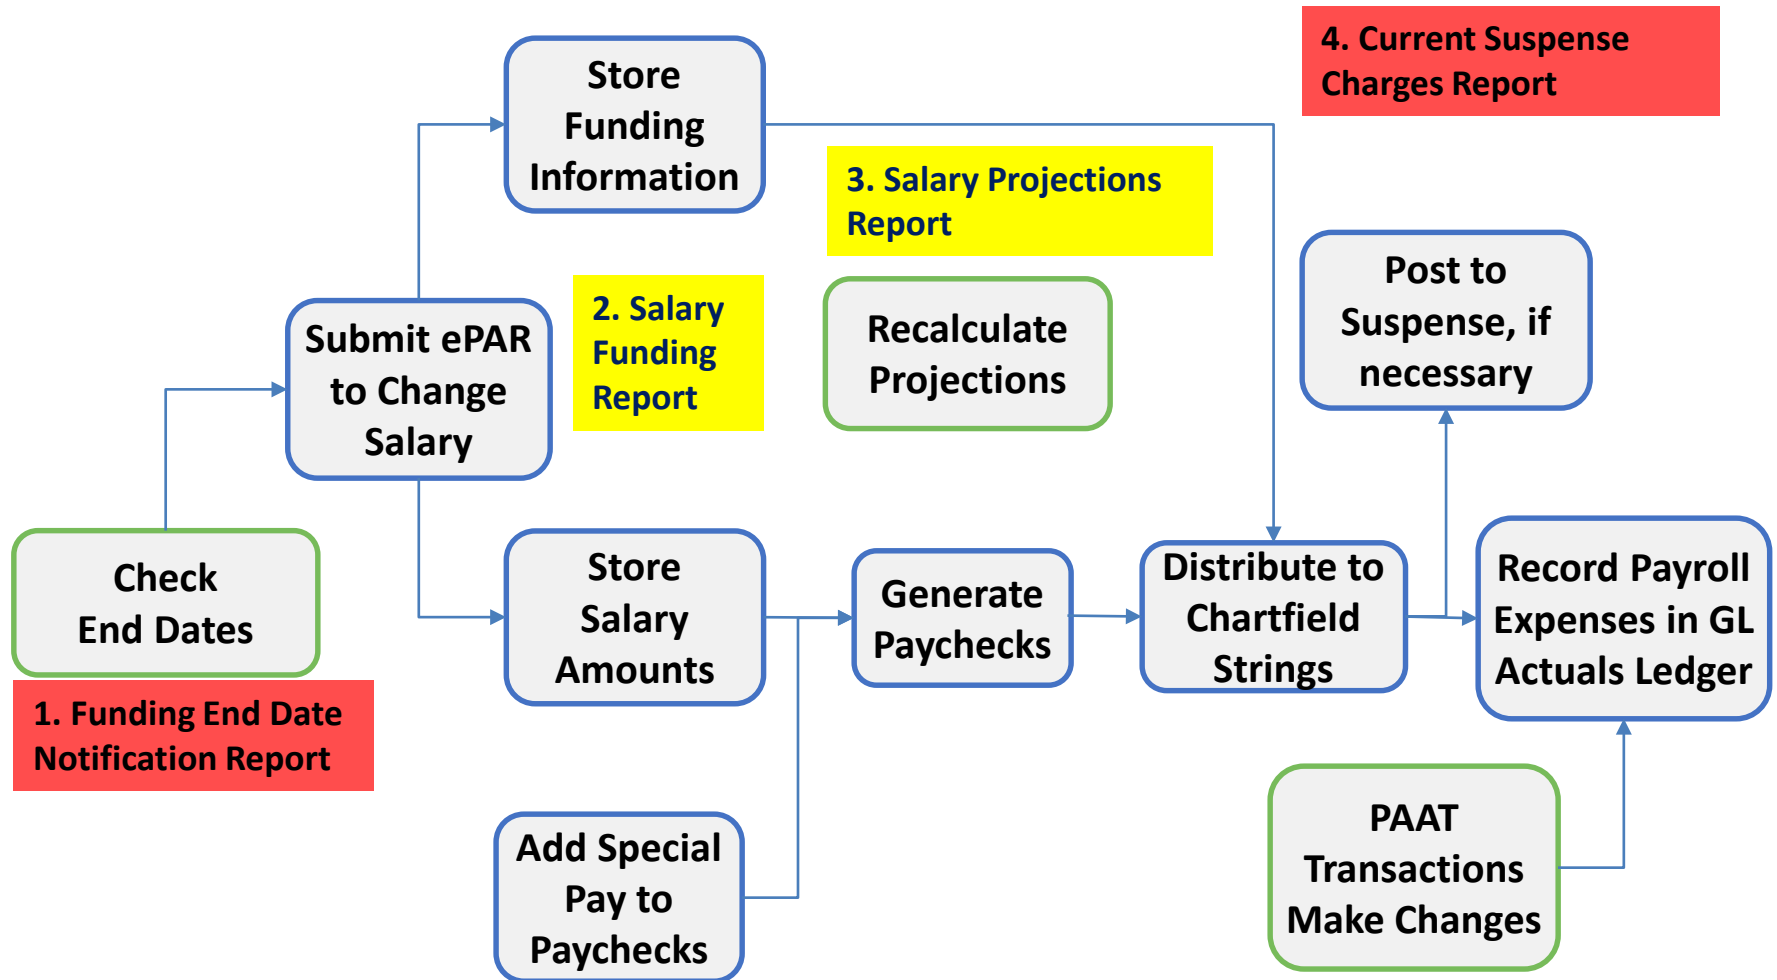 Store
Funding
Information
4. Current Suspense
Charges Report
3. Salary Projections
Report
Submit ePAR
to Change
Salary
2. Salary
Funding
Report
Recalculate
Projections
Post to
Suspense, if
necessary
Check
End Dates
1. Funding End Date
Notification Report
Store
Salary
Amounts
Generate
Paychecks
Distribute to
Chartfield
Strings
Record Payroll
Expenses in GL
Actuals Ledger
Add Special
Pay to
Paychecks
PAAT
Transactions
Make Changes